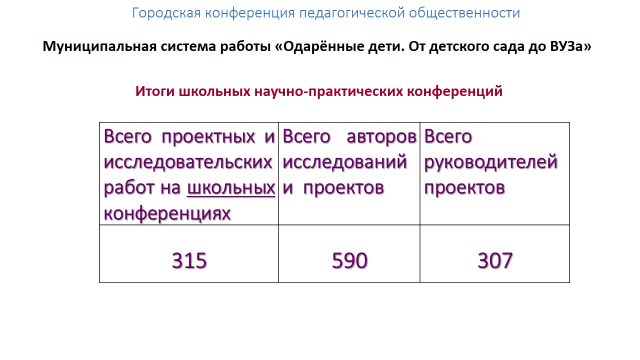 Городская конференция педагогической общественности
Муниципальная система работы «Одарённые дети. От детского сада до ВУЗа»
Итоги школьных научно-практических конференций
Всего проектных и
исследовательских
работ на школьных
конференциях
Всего авторов
исследований
и проектов
Всего
руководителей
проектов
315
590
307